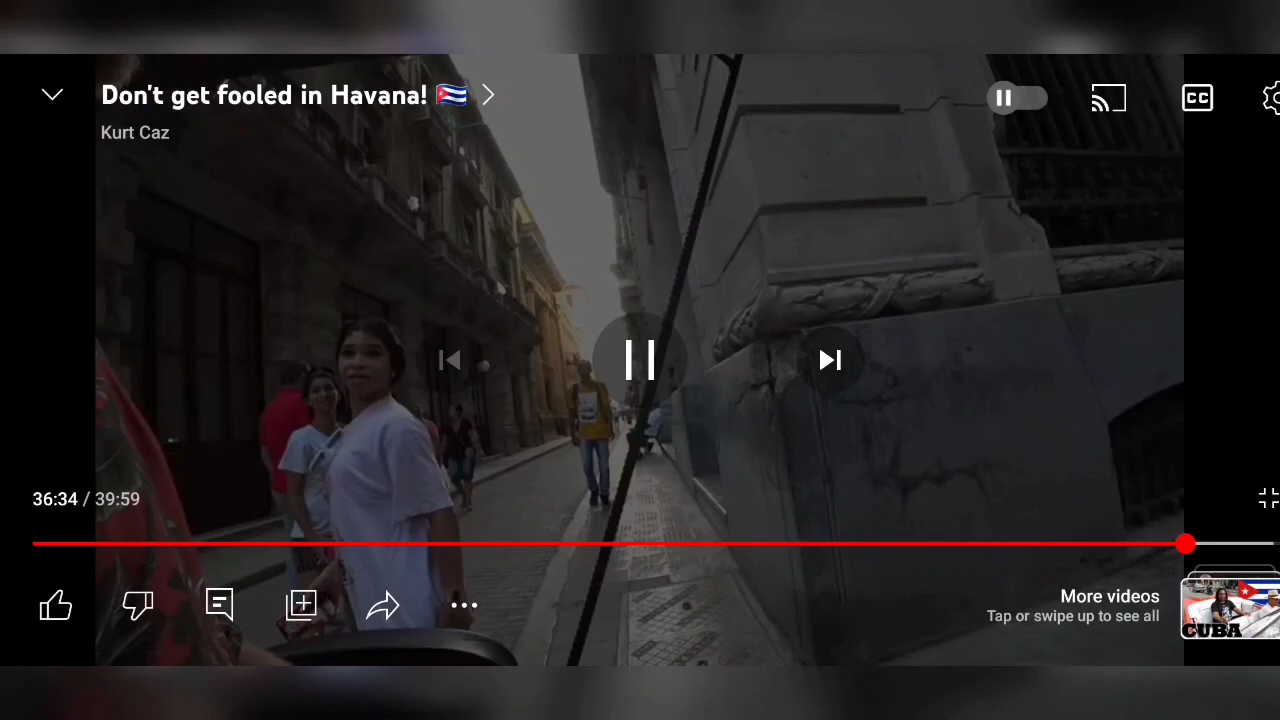 Don't get fooled in Havana! 🇨🇺
Kurt Caz
CC
36:34 / 39:59
More videos
Tap or swipe up to see all
CUBA